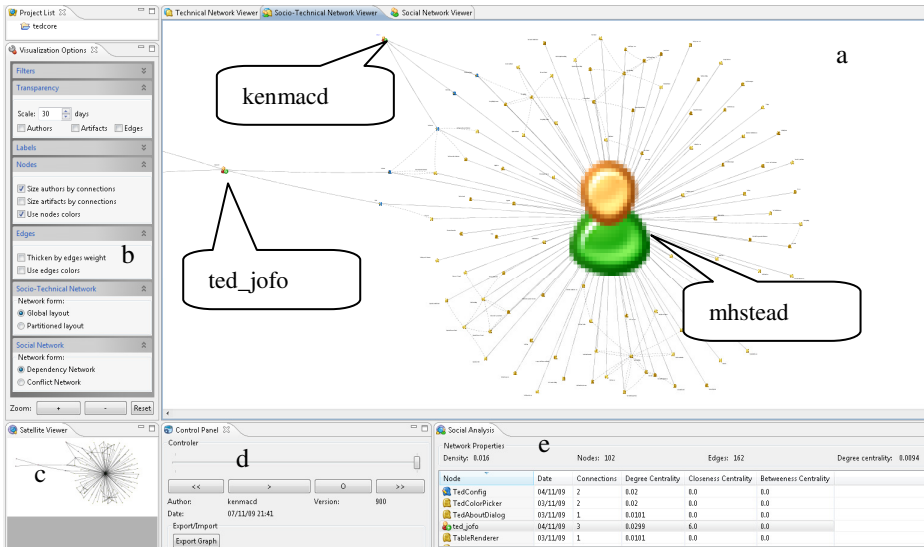 Project List
tedcore
Visualization Options
Filters
Transparency
Scale: 30 days
Authors Artifacts Edges
Labels
Nodes
Size authors by connections
Size artifacts by connections
Use nodes colors
Edges
Thicken by edges weight
Use edges colors
b
Socio-Technical Network
Network form:
Global layout
Partitioned layout
Social Network
Network form:
Dependency Network
Conflict Network
Zoom: + - Reset
Satellite Viewer
c
Technical Network Viewer Socio-Technical Network Viewer Social Network Viewer
a
kenmacd
ted_jofo
mhstead
Control Panel
Controler
d
<< > O >>
Author: kenmacd Version: 900
Date: 07/11/09 21:41
Export/Import
Export Graph
Social Analysis
e
Network Properties
Density: 0.016 Nodes: 102 Edges: 162 Degree centrality: 0.0094
Node Date Connections Degree Centrality Closeness Centrality Betweeness Centrality
TedConfig 04/11/09 2 0.02 0.0 0.0
TedColorPicker 03/11/09 2 0.02 0.0 0.0
TedAboutDialog 03/11/09 1 0.0101 0.0 0.0
ted_jofo 04/11/09 3 0.0299 6.0 0.0
TableRenderer 03/11/09 1 0.0101 0.0 0.0